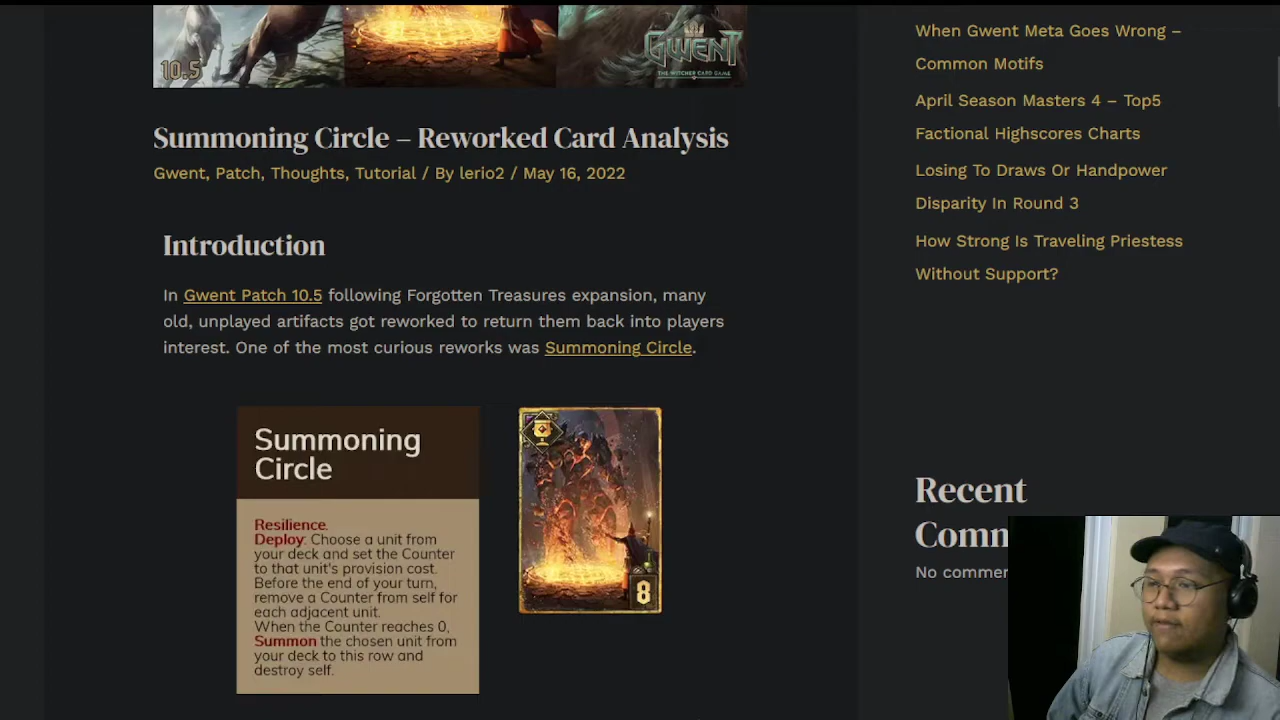 10.5
GWENT
THE WITCHER CARD GAME
Summoning Circle – Reworked Card Analysis
Gwent, Patch, Thoughts, Tutorial / By lerio2 / May 16, 2022
Introduction
In Gwent Patch 10.5 following Forgotten Treasures expansion, many
old, unplayed artifacts got reworked to return them back into players
interest. One of the most curious reworks was Summoning Circle.
Summoning
Circle
Resilience.
Deploy: Choose a unit from
your deck and set the Counter
to that unit's provision cost.
Before the end of your turn,
remove a Counter from self for
each adjacent unit.
When the Counter reaches 0,
Summon the chosen unit from
your deck to this row and
destroy self.
8
When Gwent Meta Goes Wrong –
Common Motifs
April Season Masters 4 – Top5
Factional Highscores Charts
Losing To Draws Or Handpower
Disparity In Round 3
How Strong Is Traveling Priestess
Without Support?
Recent
Comm
No commer